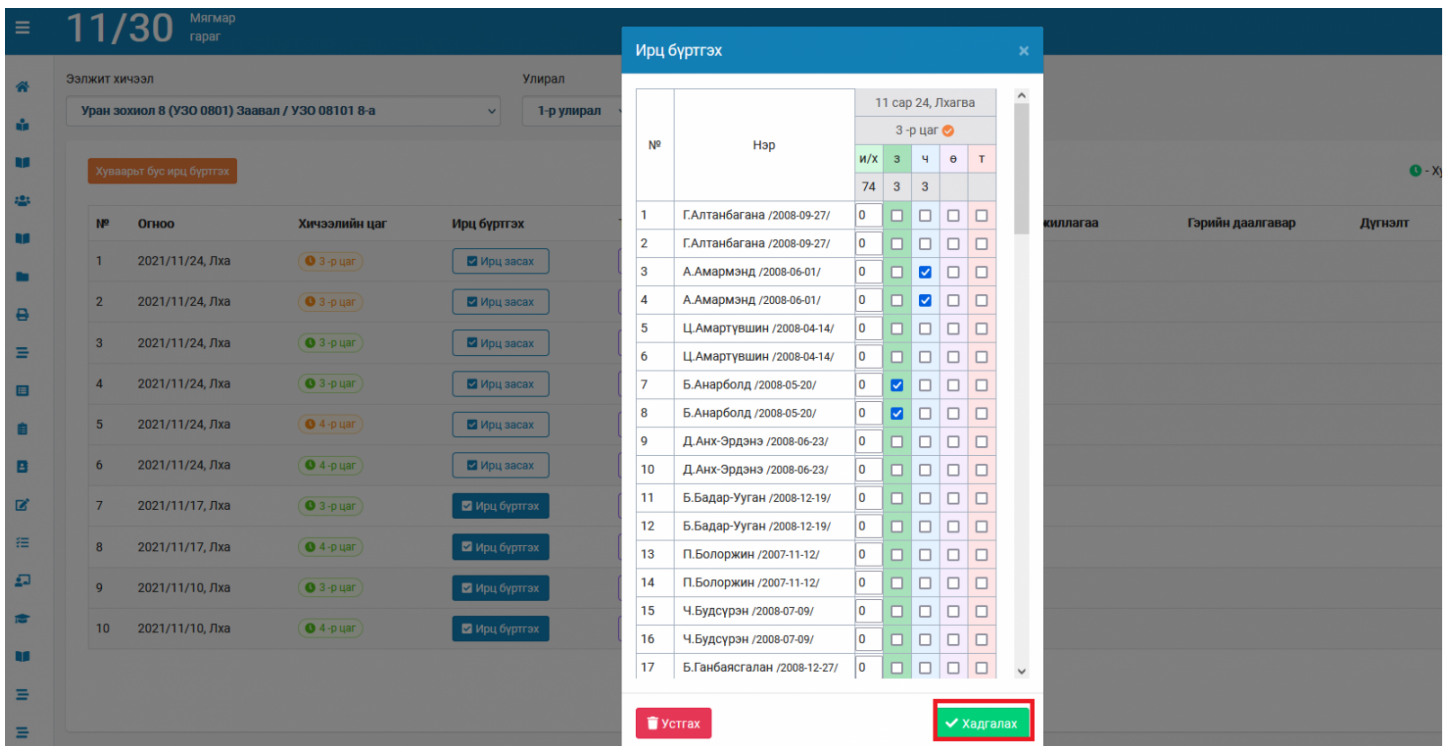 11/30 Мягмар
гараг
Ээлжит хичээл Улирал
Уран зохиол 8 (УЗО 0801) Заавал / УЗО 08101 8-а 1-р улирал
Хуваарьт бус ирц бүртгэх
№ Огноо Хичээлийн цаг Ирц бүртгэх Гэрийн даалгавар Дүгнэлт
1 2021/11/24, Лха 3 -р цаг Ирц засах
2 2021/11/24, Лха 3 -р цаг Ирц засах
3 2021/11/24, Лха 3 -р цаг Ирц засах
4 2021/11/24, Лха 3 -р цаг Ирц засах
5 2021/11/24, Лха 4 -р цаг Ирц засах
6 2021/11/24, Лха 4 -р цаг Ирц засах
7 2021/11/17, Лха 3 -р цаг Ирц бүртгэх
8 2021/11/17, Лха 4 -р цаг Ирц бүртгэх
9 2021/11/10, Лха 3 -р цаг Ирц бүртгэх
10 2021/11/10, Лха 4 -р цаг Ирц бүртгэх
Ирц бүртгэх ×
11 сар 24, Лхагва
3 -р цаг
№ Нэр
и/х з ч ө т
74 3 3
1 Г.Алтанбагана /2008-09-27/ 0
2 Г.Алтанбагана /2008-09-27/ 0
3 А.Амармэнд /2008-06-01/ 0
4 А.Амармэнд /2008-06-01/ 0
5 Ц.Амартүвшин /2008-04-14/ 0
6 Ц.Амартүвшин /2008-04-14/ 0
7 Б.Анарболд /2008-05-20/ 0
8 Б.Анарболд /2008-05-20/ 0
9 Д.Анх-Эрдэнэ /2008-06-23/ 0
10 Д.Анх-Эрдэнэ /2008-06-23/ 0
11 Б.Бадар-Ууган /2008-12-19/ 0
12 Б.Бадар-Ууган /2008-12-19/ 0
13 П.Болоржин /2007-11-12/ 0
14 П.Болоржин /2007-11-12/ 0
15 Ч.Будсүрэн /2008-07-09/ 0
16 Ч.Будсүрэн /2008-07-09/ 0
17 Б.Ганбаясгалан /2008-12-27/ 0
Устгах Хадгалах